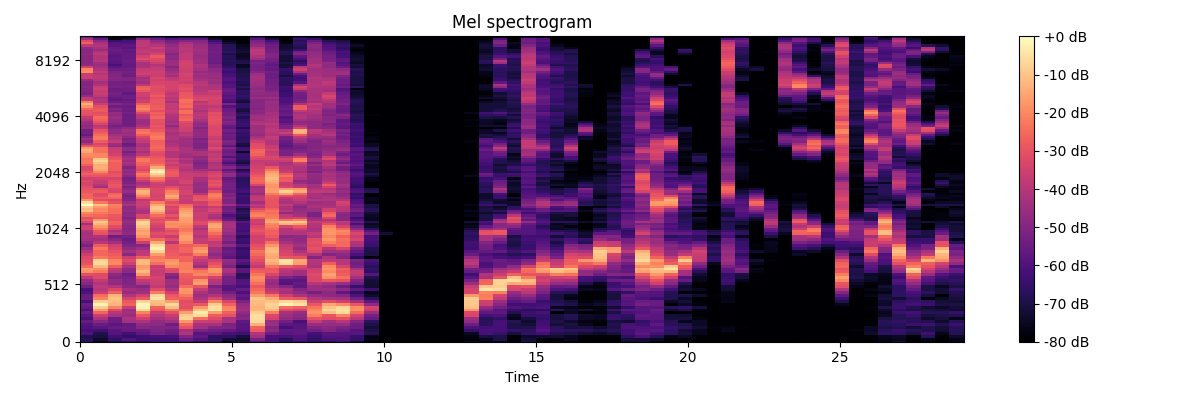 Mel spectrogram
Hz
8192
4096
2048
1024
512
0
0 5 10 15 20 25
Time
+0 dB
-10 dB
-20 dB
-30 dB
-40 dB
-50 dB
-60 dB
-70 dB
-80 dB